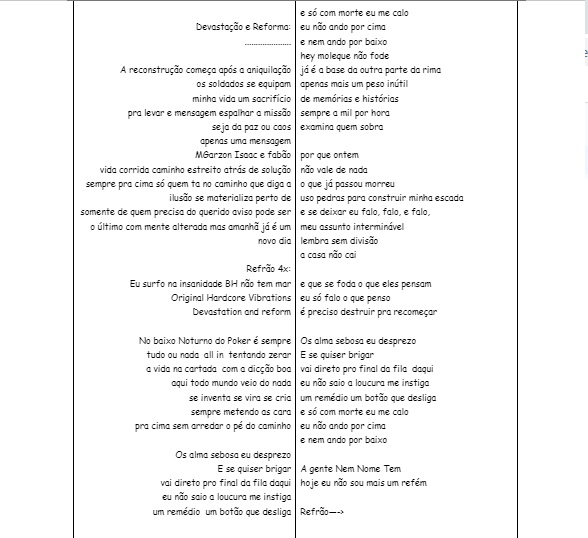 Devastação e Reforma:
.....................
A reconstrução começa após a aniquilação
os soldados se equipam
minha vida um sacrifício
pra levar e mensagem espalhar a missão
seja da paz ou caos
apenas uma mensagem
MGarzon Isaac e fabão
vida corrida caminho estreito atrás de solução
sempre pra cima só quem ta no caminho que diga a
ilusão se materializa perto de
somente de quem precisa do querido aviso pode ser
o último com mente alterada mas amanhã já é um
novo dia
Refrão 4x:
Eu surfo na insanidade BH não tem mar
Original Hardcore Vibrations
Devastation and reform
No baixo Noturno do Poker é sempre
tudo ou nada all in tentando zerar
a vida na cartada com a dicção boa
aqui todo mundo veio do nada
se inventa se vira se cria
sempre metendo as cara
pra cima sem arredar o pé do caminho
Os alma sebosa eu desprezo
E se quiser brigar
vai direto pro final da fila daqui
eu não saio a loucura me instiga
um remédio um botão que desliga
e só com morte eu me calo
eu não ando por cima
e nem ando por baixo
hey moleque não fode
já é a base da outra parte da rima
apenas mais um peso inútil
de memórias e histórias
sempre a mil por hora
examina quem sobra
por que ontem
não vale de nada
o que já passou morreu
uso pedras para construir minha escada
e se deixar eu falo, falo, e falo,
meu assunto interminável
lembra sem divisão
a casa não cai
e que se foda o que eles pensam
eu só falo o que penso
é preciso destruir pra recomeçar
Os alma sebosa eu desprezo
E se quiser brigar
vai direto pro final da fila daqui
eu não saio a loucura me instiga
um remédio um botão que desliga
e só com morte eu me calo
eu não ando por cima
e nem ando por baixo
A gente Nem Nome Tem
hoje eu não sou mais um refém
Refrão—->